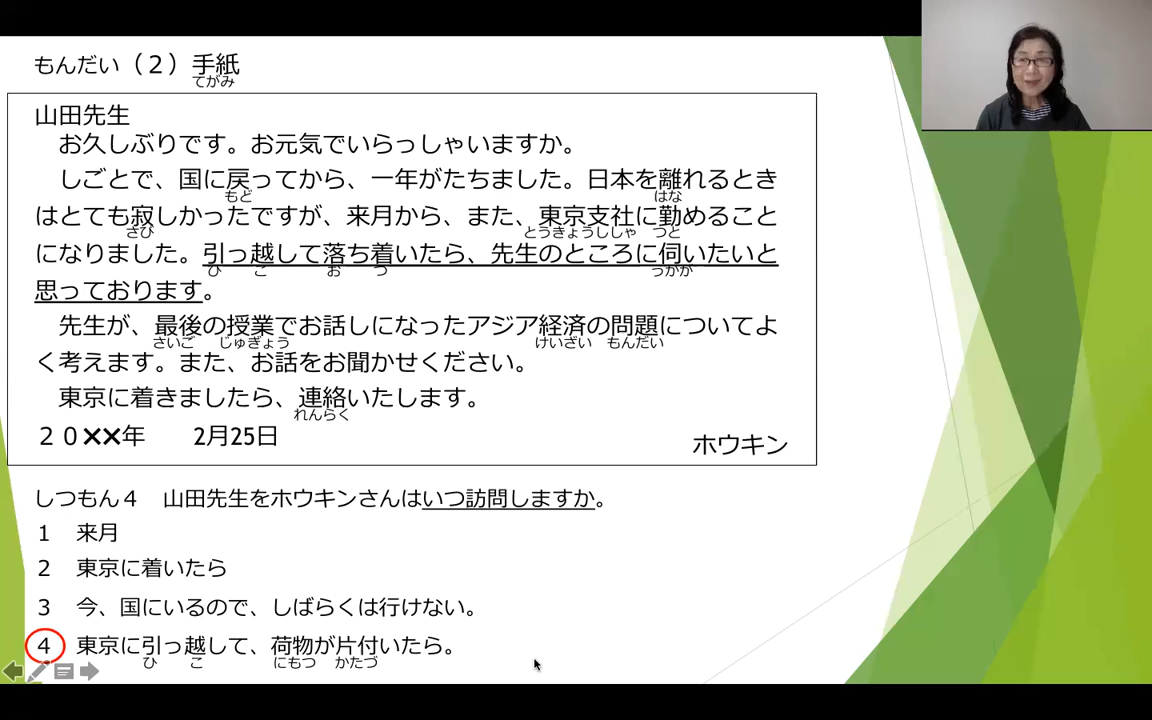 もんだい（２）手紙
てがみ
山田先生
お久しぶりです。お元気でいらっしゃいますか。
しごとで、国に戻ってから、一年がたちました。日本を離れるとき
もど はな
はとても寂しかったですが、来月から、また、東京支社に勤めること
さび とうきょうししゃ つと
になりました。引っ越して落ち着いたら、先生のところに伺いたいと
ひ こ お つ うかが
思っております。
先生が、最後の授業でお話しになったアジア経済の問題についてよ
さいご じゅぎょう けいざい もんだい
く考えます。また、お話をお聞かせください。
東京に着きましたら、連絡いたします。
れんらく
２０××年 2月25日
ホウキン
しつもん４ 山田先生をホウキンさんはいつ訪問しますか。
1 来月
2 東京に着いたら
3 今、国にいるので、しばらくは行けない。
4 東京に引っ越して、荷物が片付いたら。
ひ こ にもつ かたづ